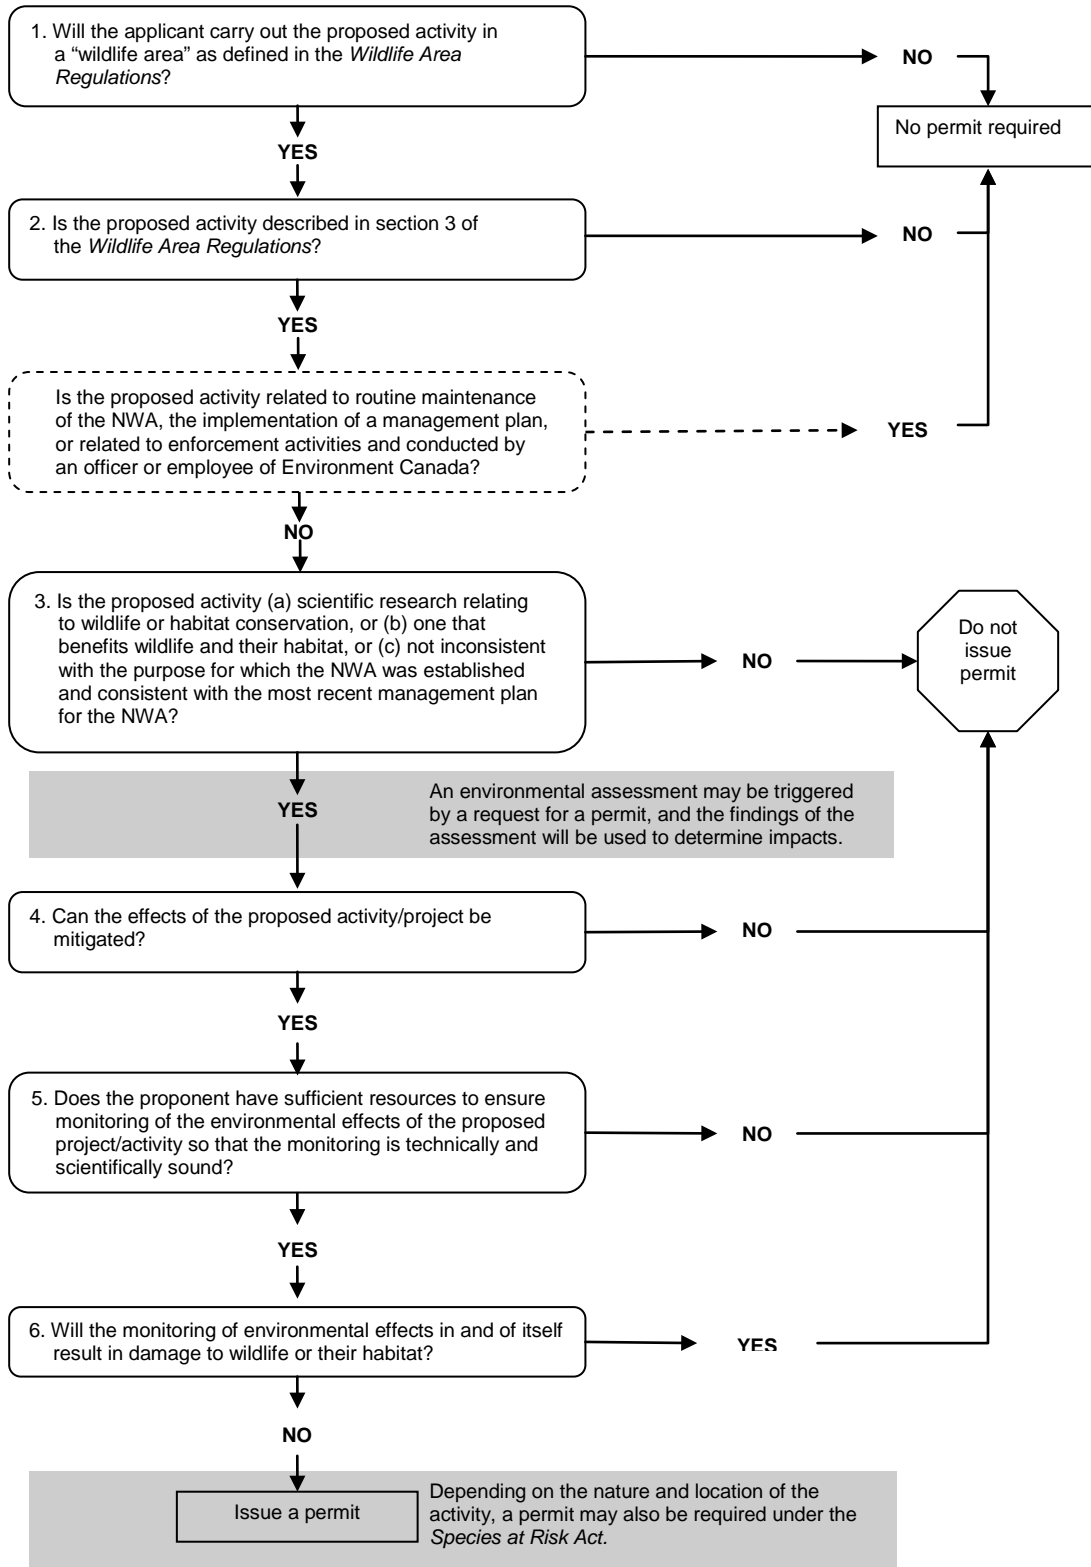 1. Will the applicant carry out the proposed activity in
a “wildlife area” as defined in the Wildlife Area
Regulations?
NO
No permit required
YES
2. Is the proposed activity described in section 3 of
the Wildlife Area Regulations?
NO
YES
Is the proposed activity related to routine maintenance
of the NWA, the implementation of a management plan,
or related to enforcement activities and conducted by
an officer or employee of Environment Canada?
YES
NO
3. Is the proposed activity (a) scientific research relating
to wildlife or habitat conservation, or (b) one that
benefits wildlife and their habitat, or (c) not inconsistent
with the purpose for which the NWA was established
and consistent with the most recent management plan
for the NWA?
NO
Do not
issue
permit
YES
An environmental assessment may be triggered
by a request for a permit, and the findings of the
assessment will be used to determine impacts.
4. Can the effects of the proposed activity/project be
mitigated?
NO
YES
5. Does the proponent have sufficient resources to ensure
monitoring of the environmental effects of the proposed
project/activity so that the monitoring is technically and
scientifically sound?
NO
YES
6. Will the monitoring of environmental effects in and of itself
result in damage to wildlife or their habitat?
YES
NO
Issue a permit
Depending on the nature and location of the
activity, a permit may also be required under the
Species at Risk Act.